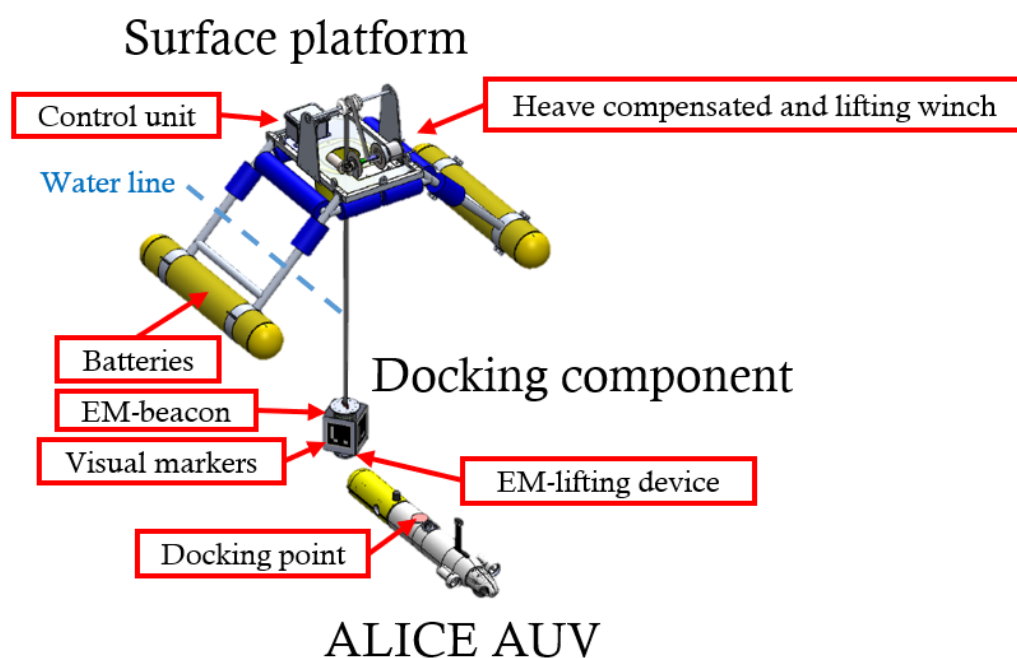 Surface platform
Control unit
Heave compensated and lifting winch
Water line
Batteries
Docking component
EM-beacon
Visual markers
EM-lifting device
Docking point
ALICE AUV